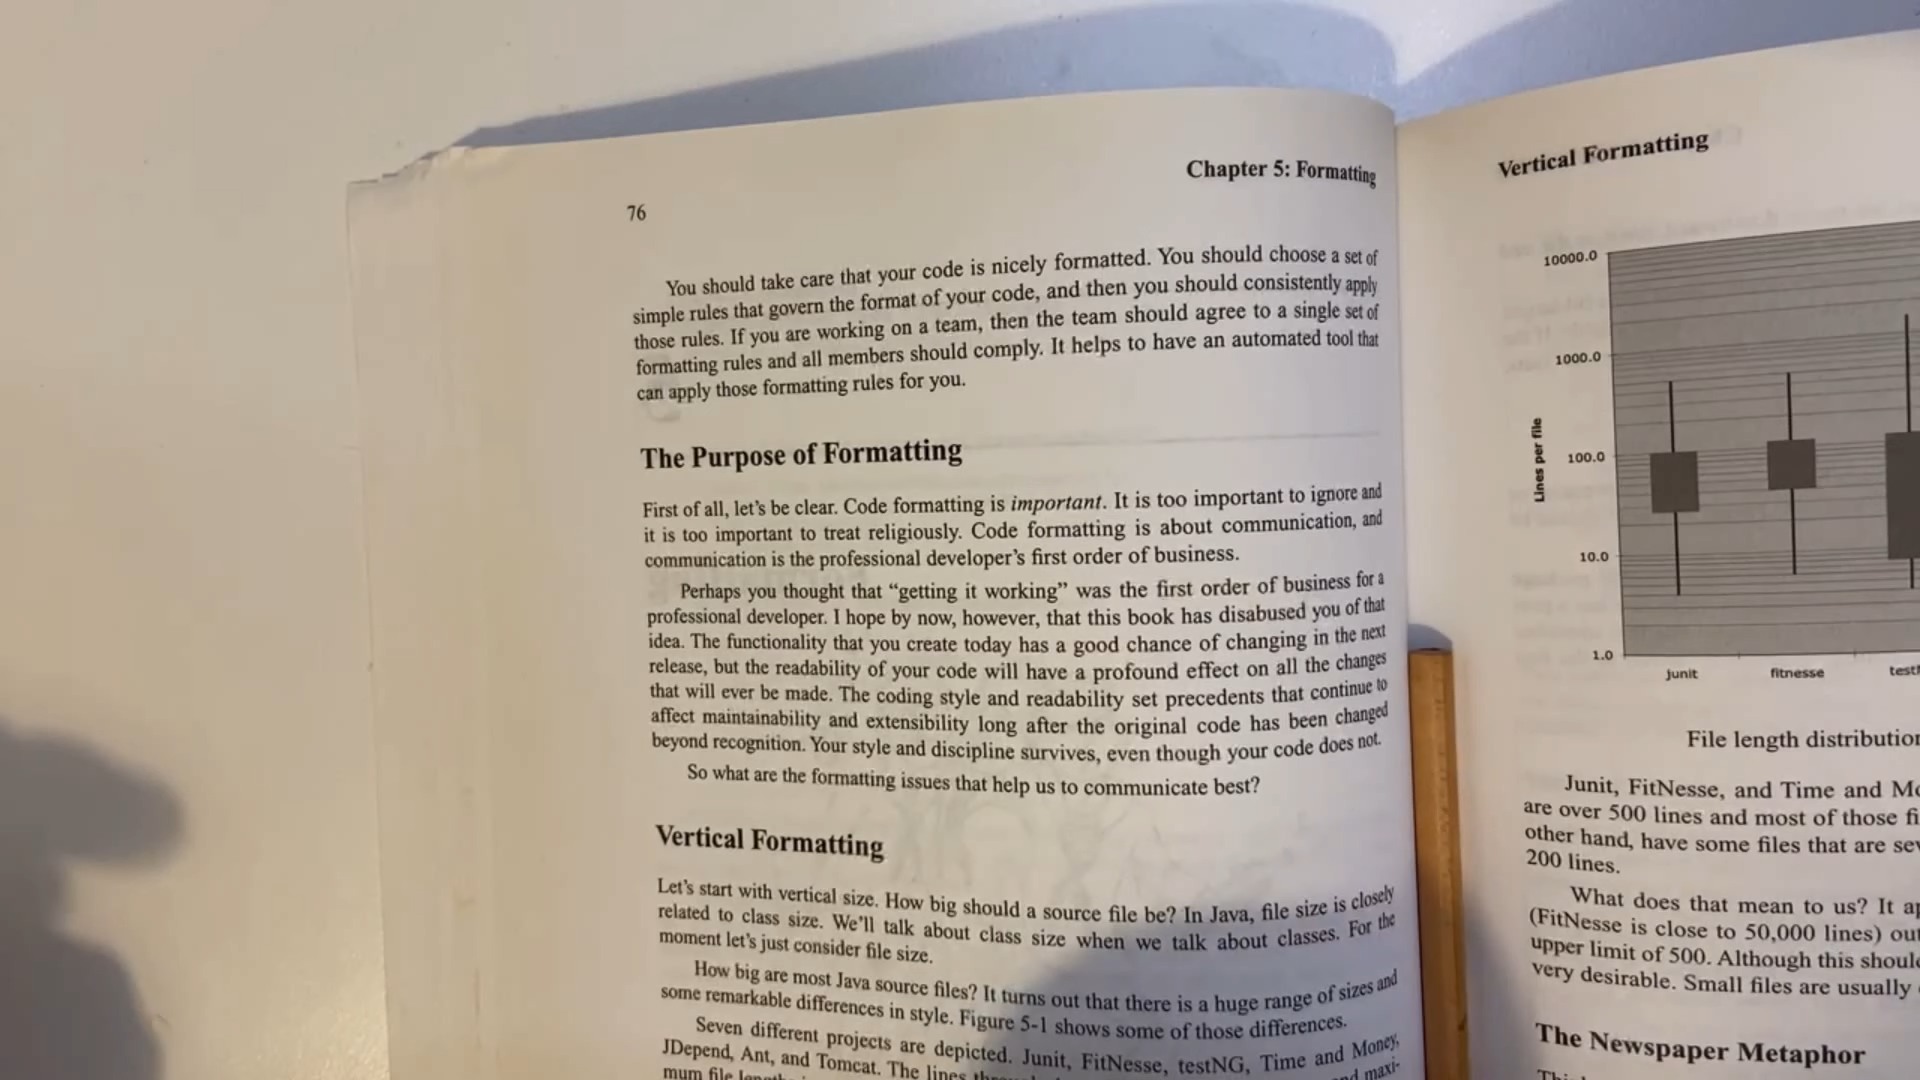 76
Chapter 5: Formatting
You should take care that your code is nicely formatted. You should choose a set of
simple rules that govern the format of your code, and then you should consistently apply
those rules. If you are working on a team, then the team should agree to a single set of
formatting rules and all members should comply. It helps to have an automated tool that
can apply those formatting rules for you.
The Purpose of Formatting
First of all, let's be clear. Code formatting is important. It is too important to ignore and
it is too important to treat religiously. Code formatting is about communication, and
communication is the professional developer's first order of business.
Perhaps you thought that “getting it working” was the first order of business for a
professional developer. I hope by now, however, that this book has disabused you of that
idea. The functionality that you create today has a good chance of changing in the next
release, but the readability of your code will have a profound effect on all the changes
that will ever be made. The coding style and readability set precedents that continue to
affect maintainability and extensibility long after the original code has been changed
beyond recognition. Your style and discipline survives, even though your code does not.
So what are the formatting issues that help us to communicate best?
Vertical Formatting
Let's start with vertical size. How big should a source file be? In Java, file size is closely
related to class size. We'll talk about class size when we talk about classes. For the
moment let's just consider file size.
How big are most Java source files? It turns out that there is a huge range of sizes and
some remarkable differences in style. Figure 5-1 shows some of those differences.
Seven different projects are depicted. Junit, FitNesse, testNG, Time and Money,
JDepend, Ant, and Tomcat. The lines
mum file maxi-
Vertical Formatting
10000.0
1000.0
100.0
10.0
1.0
Lines per file
junit fitnesse
File length
Junit, FitNesse, and Time and
are over 500 lines and most of those
other hand, have some files that are
200 lines.
What does that mean to us? It
(FitNesse is close to 50,000 lines)
upper limit of 500. Although this
very desirable. Small files are usually
The Newspaper Metaphor